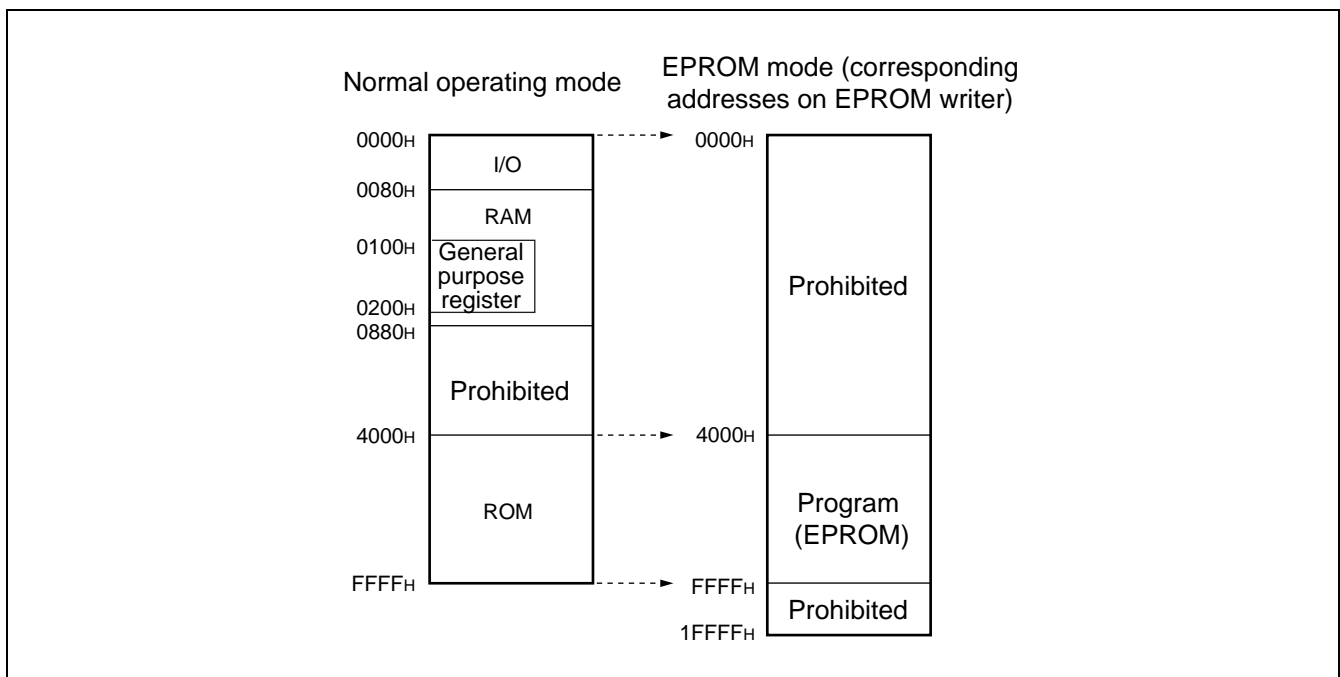 Normal operating mode
0000H
I/O
0080H
RAM
0100H
General
purpose
register
0200H
0880H
Prohibited
4000H
ROM
FFFFH
EPROM mode (corresponding
addresses on EPROM writer)
0000H
Prohibited
4000H
Program
(EPROM)
FFFFH
Prohibited
1FFFFH